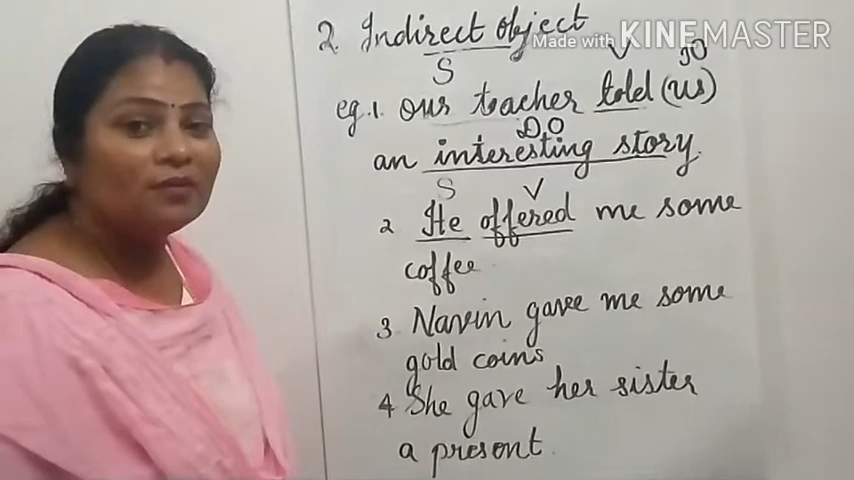 2. Indirect object
Made with KINEMASTER
S V IO
eg. 1. Our teacher told (us)
D.O
an interesting story.
S V
2 He offered me some
coffee
3 Navin gave me some
gold coins
4 She gave her sister
a present.